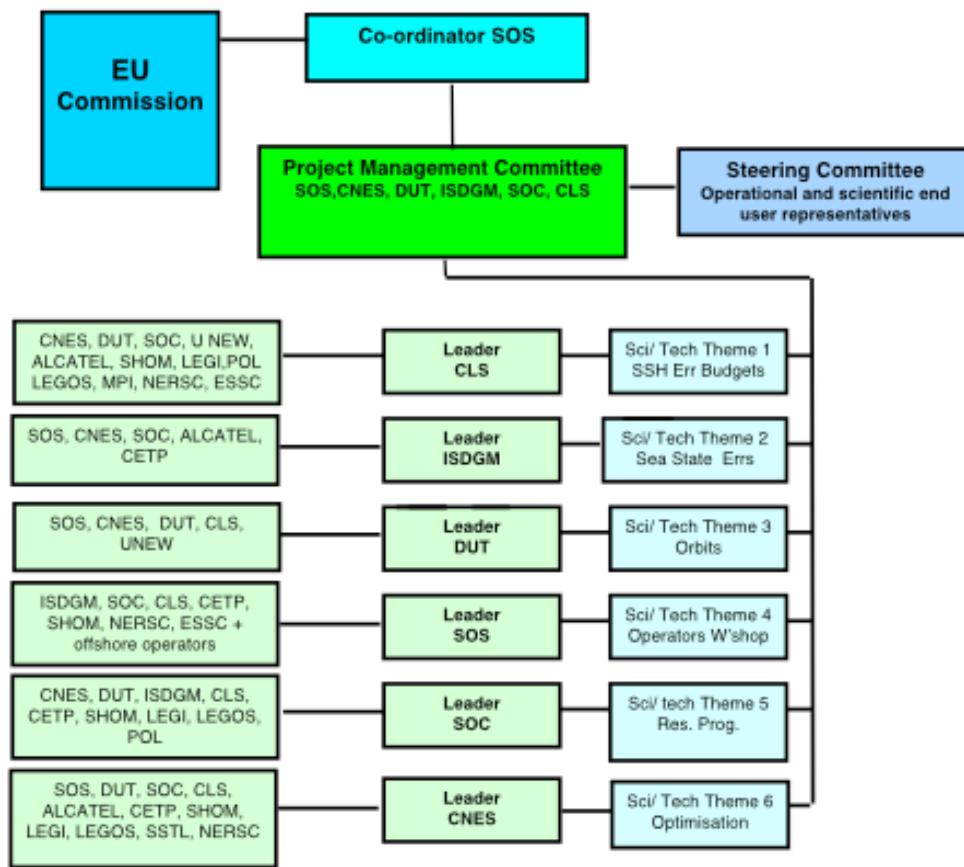 EU
Commission
Co-ordinator SOS
Project Management Committee
SOS,CNES, DUT, ISDGM, SOC, CLS
Steering Committee
Operational and scientific end
user representatives
CNES, DUT, SOC, U NEW,
ALCATEL, SHOM, LEGI,POL
LEGOS, MPI, NERSC, ESSC
Leader
CLS
Sci/ Tech Theme 1
SSH Err Budgets
SOS, CNES, SOC, ALCATEL,
CETP
Leader
ISDGM
Sci/ Tech Theme 2
Sea State Errs
SOS, CNES, DUT, CLS,
UNEW
Leader
DUT
Sci/ Tech Theme 3
Orbits
ISDGM, SOC, CLS, CETP,
SHOM, NERSC, ESSC +
offshore operators
Leader
SOS
Sci/ Tech Theme 4
Operators W'shop
CNES, DUT, ISDGM, CLS,
CETP, SHOM, LEGI, LEGOS,
POL
Leader
SOC
Sci/ tech Theme 5
Res. Prog.
SOS, DUT, SOC, CLS,
ALCATEL, CETP, SHOM,
LEGI, LEGOS, SSTL, NERSC
Leader
CNES
Sci/ Tech Theme 6
Optimisation